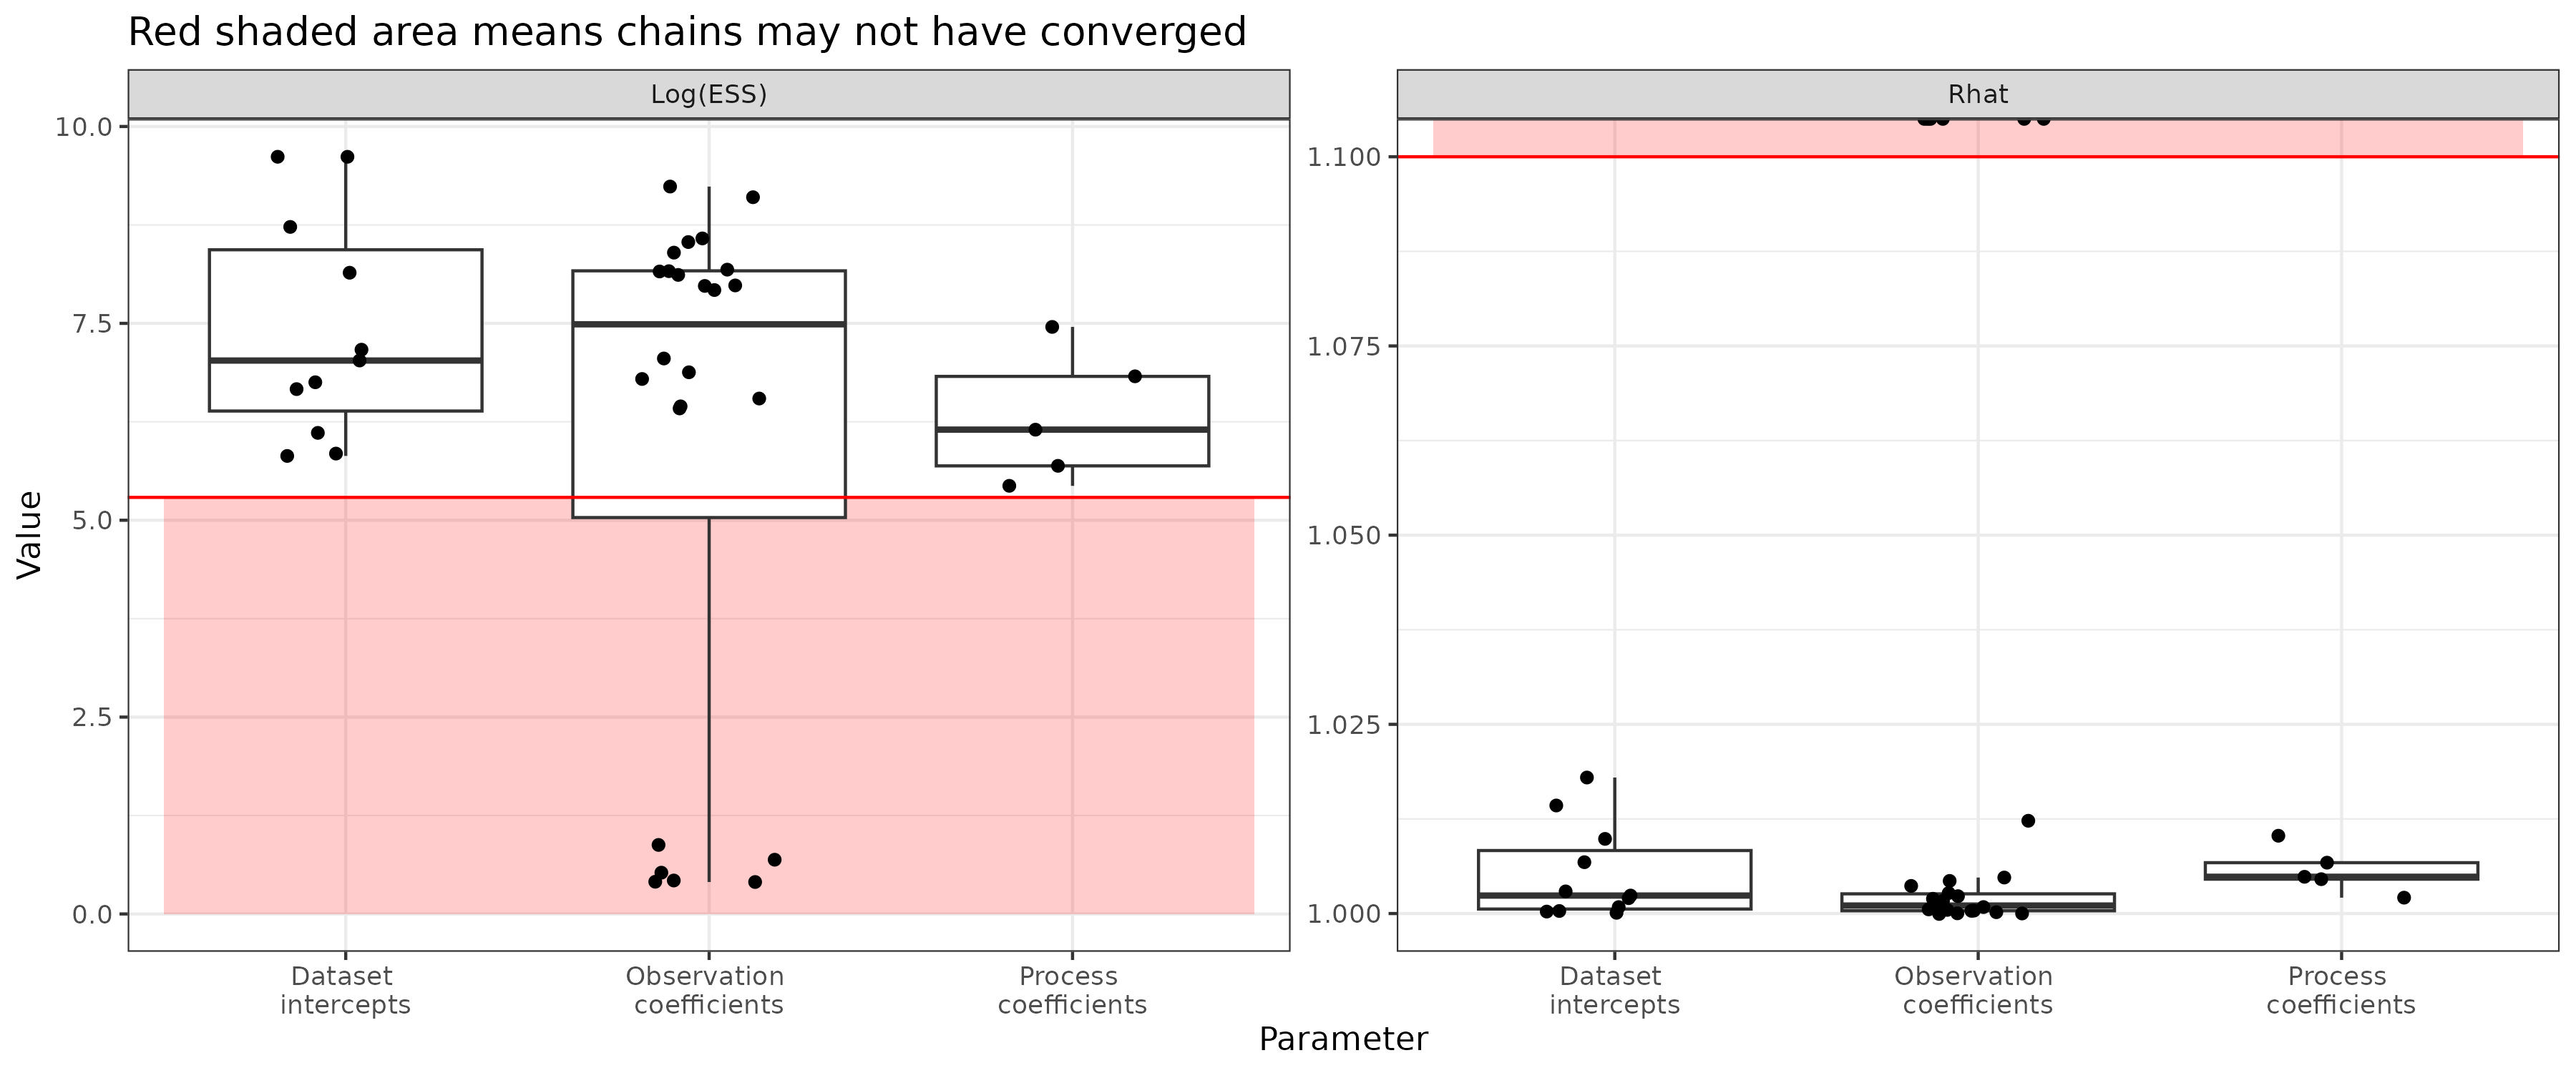 Red shaded area means chains may not have converged
Log(ESS)
Rhat
10.0
7.5
5.0
2.5
0.0
1.100
1.075
1.050
1.025
1.000
Value
Dataset
intercepts
Observation
coefficients
Process
coefficients
Dataset
intercepts
Observation
coefficients
Process
coefficients
Parameter